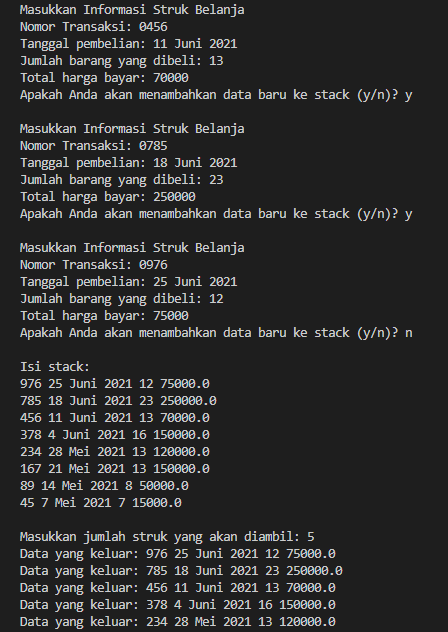 Masukkan Informasi Struk Belanja
Nomor Transaksi: 0456
Tanggal pembelian: 11 Juni 2021
Jumlah barang yang dibeli: 13
Total harga bayar: 70000
Apakah Anda akan menambahkan data baru ke stack (y/n)? y
Masukkan Informasi Struk Belanja
Nomor Transaksi: 0785
Tanggal pembelian: 18 Juni 2021
Jumlah barang yang dibeli: 23
Total harga bayar: 250000
Apakah Anda akan menambahkan data baru ke stack (y/n)? y
Masukkan Informasi Struk Belanja
Nomor Transaksi: 0976
Tanggal pembelian: 25 Juni 2021
Jumlah barang yang dibeli: 12
Total harga bayar: 75000
Apakah Anda akan menambahkan data baru ke stack (y/n)? n
Isi stack:
976 25 Juni 2021 12 75000.0
785 18 Juni 2021 23 250000.0
456 11 Juni 2021 13 70000.0
378 4 Juni 2021 16 150000.0
234 28 Mei 2021 13 120000.0
167 21 Mei 2021 13 150000.0
89 14 Mei 2021 8 50000.0
45 7 Mei 2021 7 15000.0
Masukkan jumlah struk yang akan diambil: 5
Data yang keluar: 976 25 Juni 2021 12 75000.0
Data yang keluar: 785 18 Juni 2021 23 250000.0
Data yang keluar: 456 11 Juni 2021 13 70000.0
Data yang keluar: 378 4 Juni 2021 16 150000.0
Data yang keluar: 234 28 Mei 2021 13 120000.0